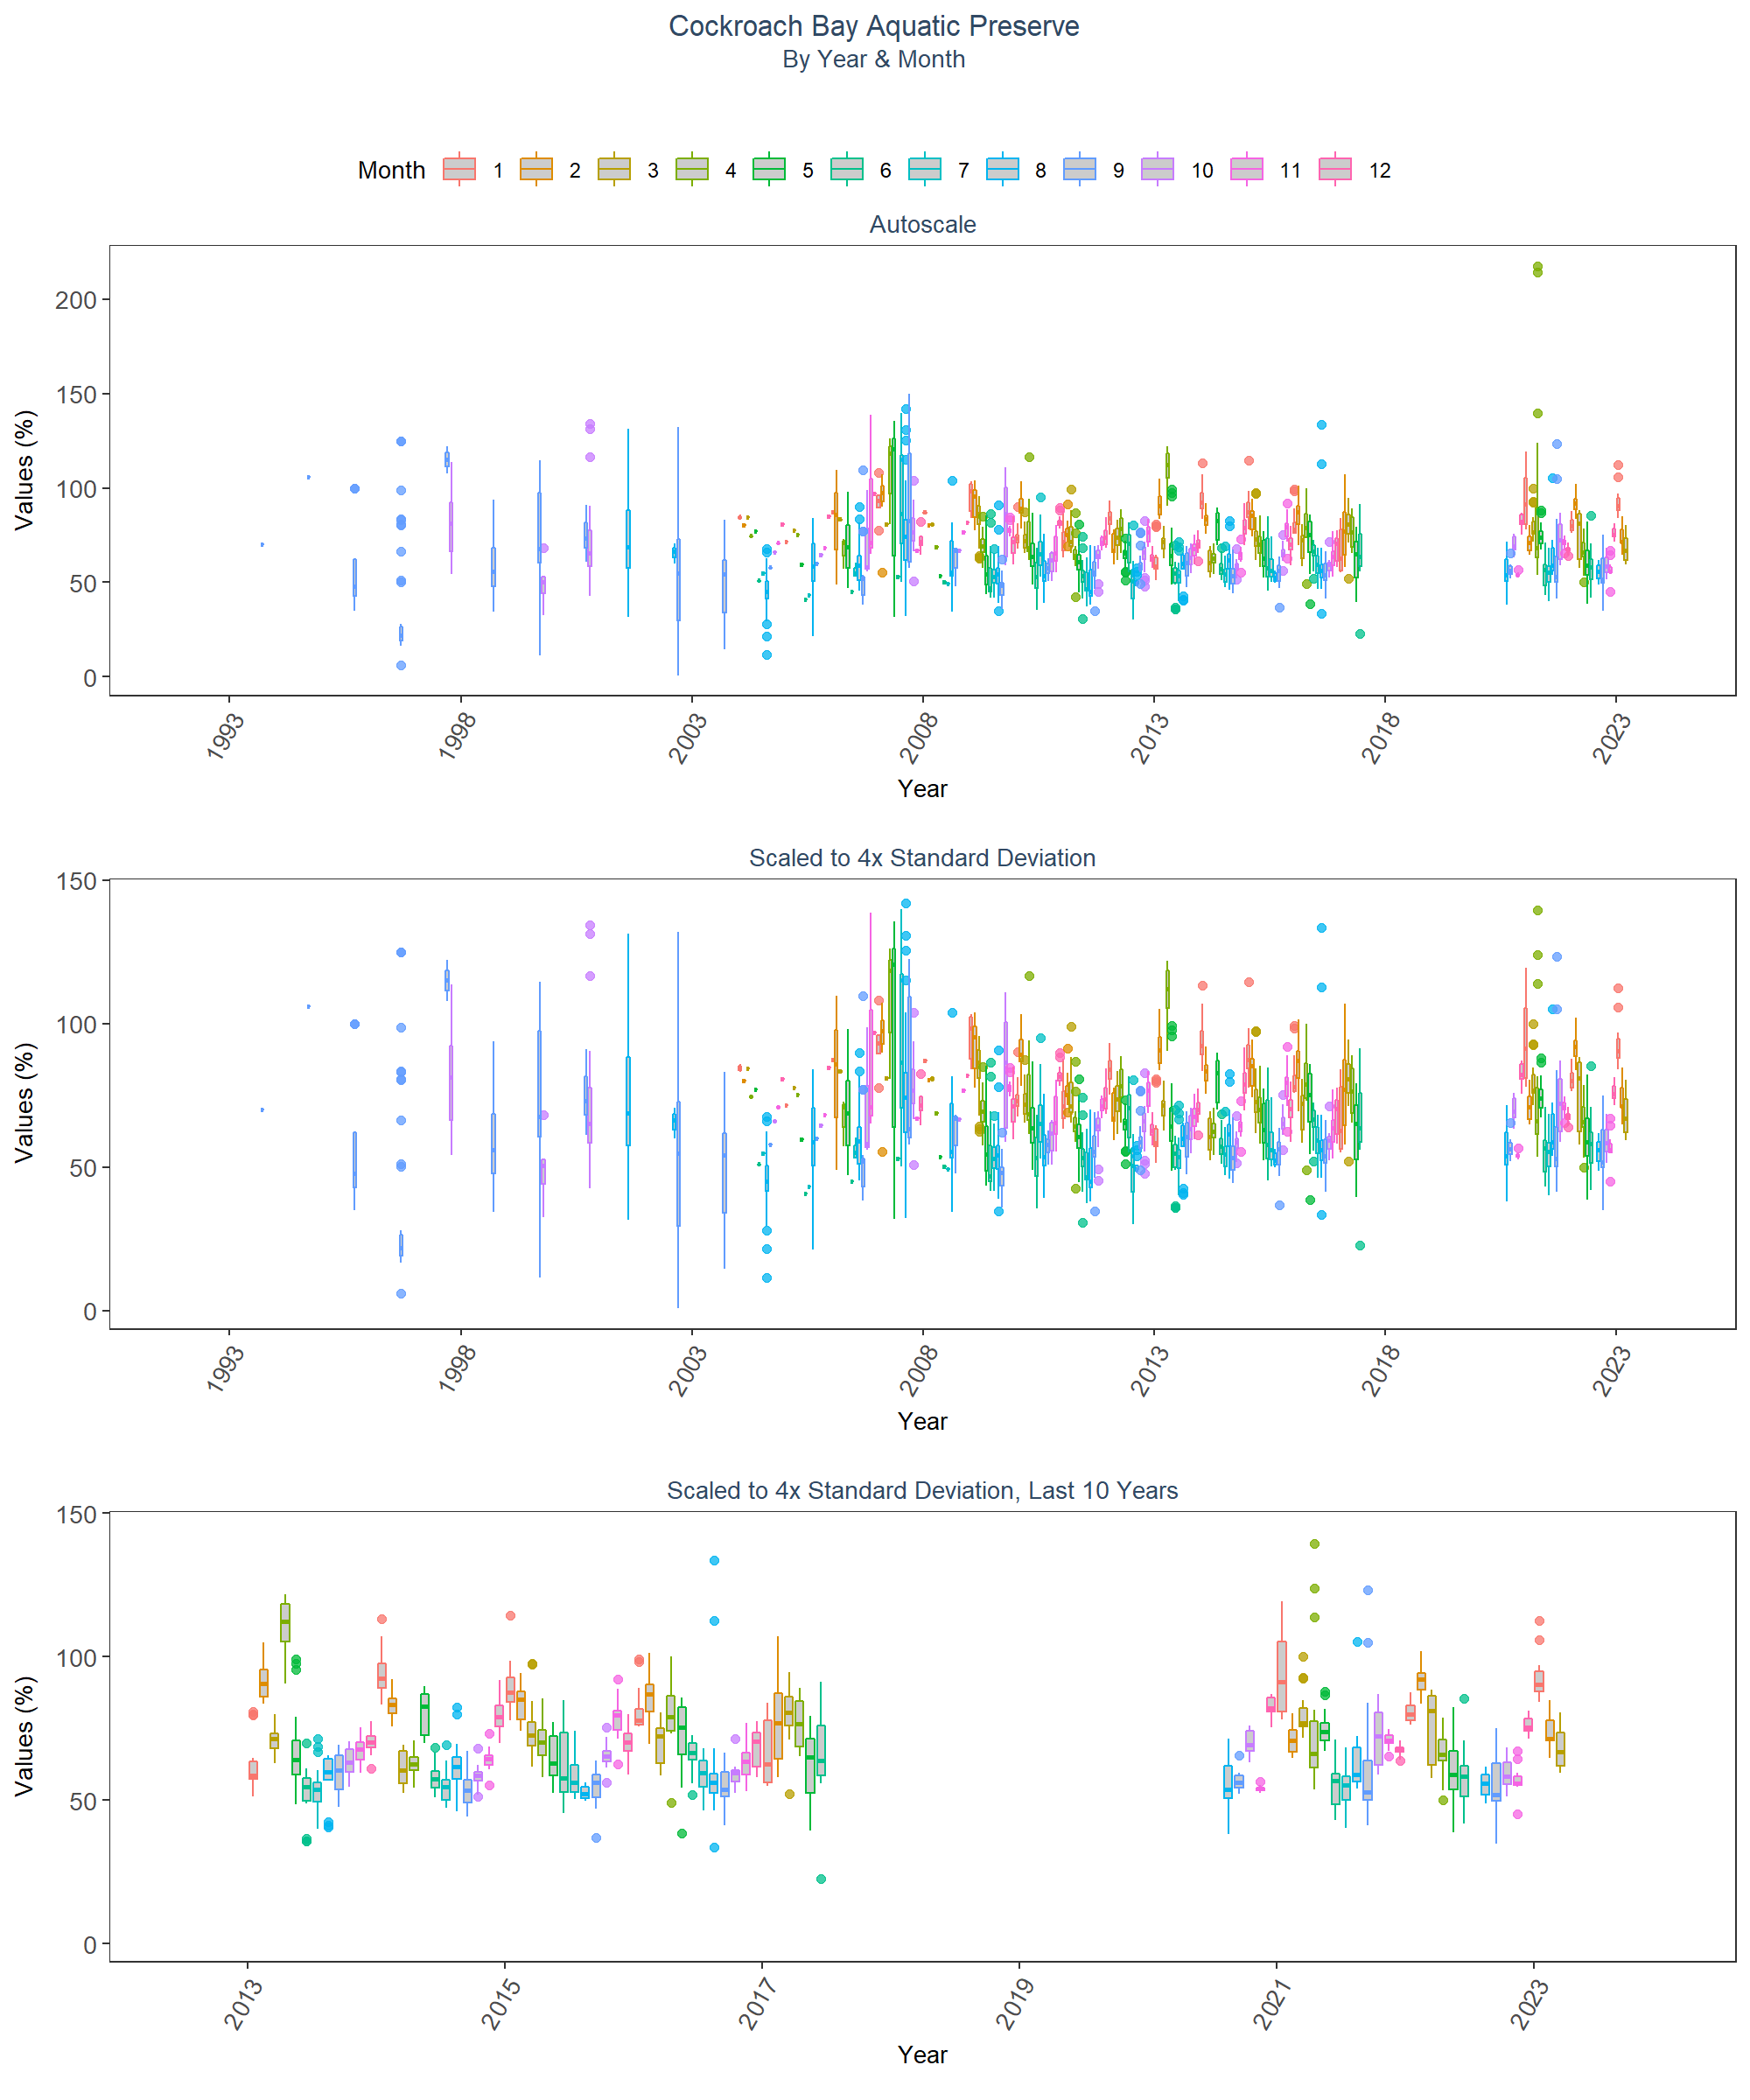 Cockroach Bay Aquatic Preserve
By Year & Month
Month 1 2 3 4 5 6 7 8 9 10 11 12
Autoscale
Values (%)
200
150
100
50
0
1993 1998 2003 2008 2013 2018 2023
Year
Scaled to 4x Standard Deviation
Values (%)
150
100
50
0
1993 1998 2003 2008 2013 2018 2023
Year
Scaled to 4x Standard Deviation, Last 10 Years
Values (%)
150
100
50
0
2013 2015 2017 2019 2021 2023
Year